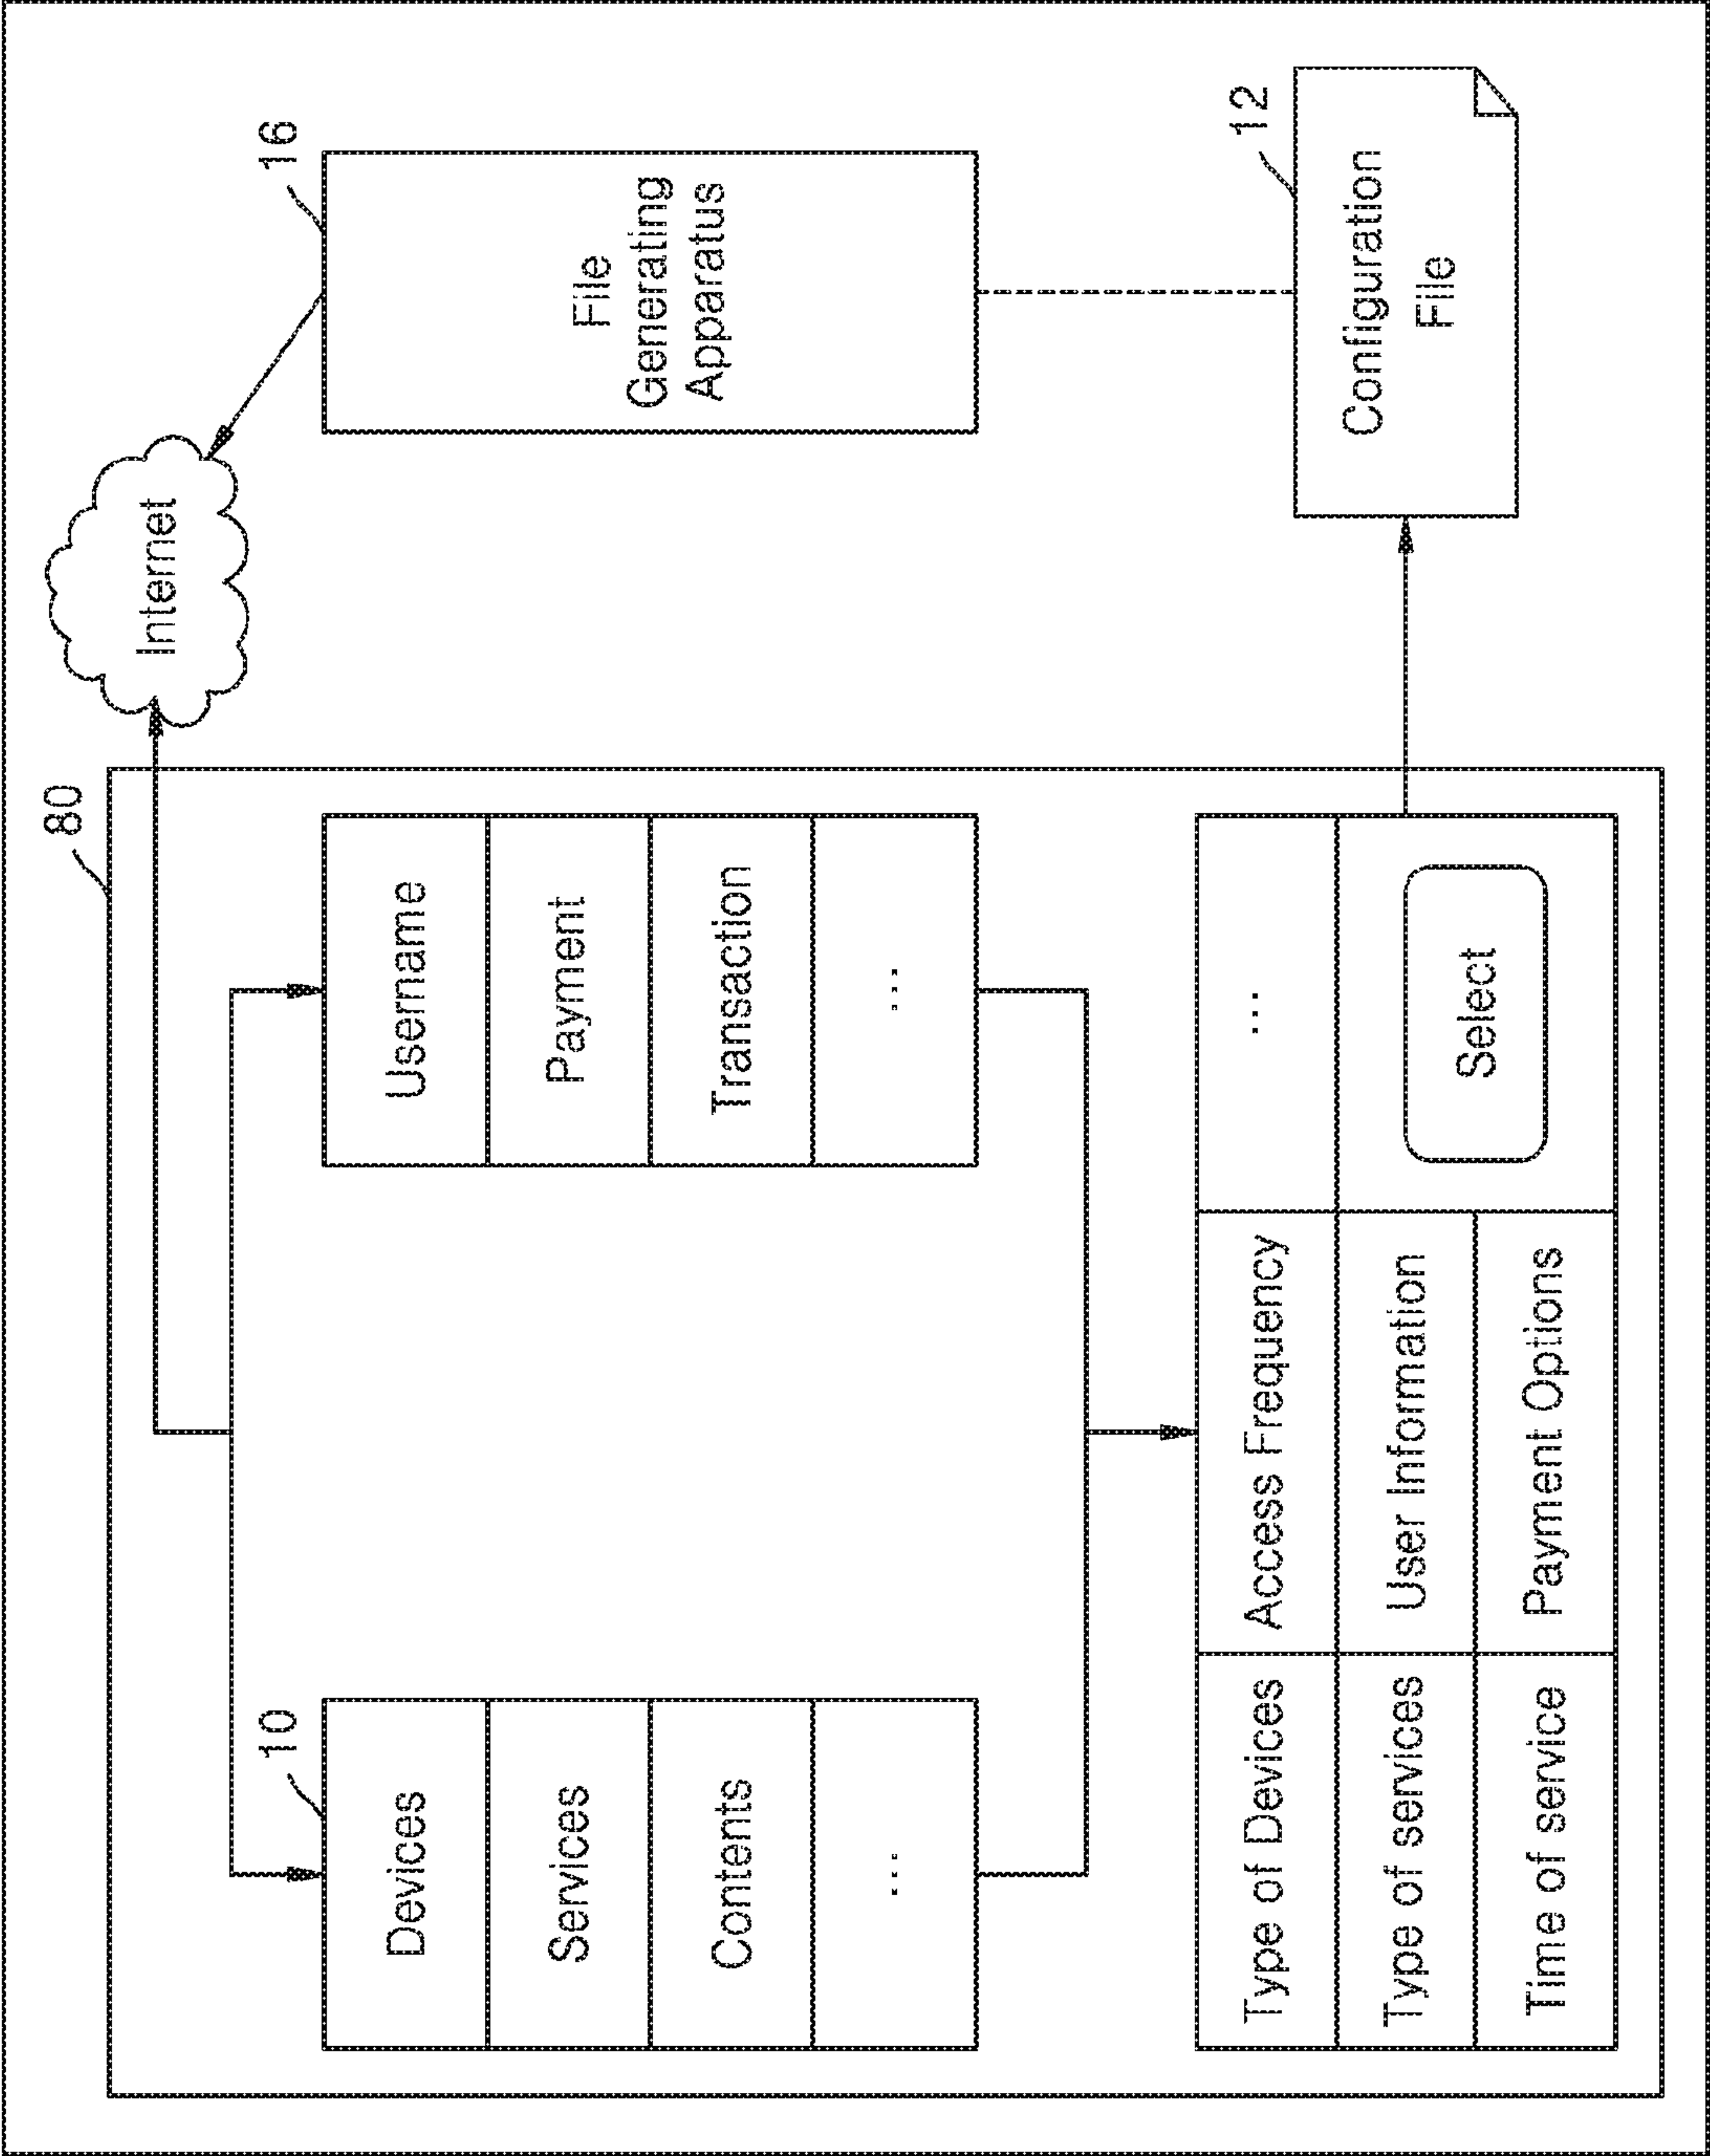 80
Internet
16
File
Generating
Apparatus
10
Devices
Services
Contents
...
Username
Payment
Transaction
...
Type of Devices
Access Frequency
...
Type of services
User Information
Select
Time of service
Payment Options
12
Configuration
File